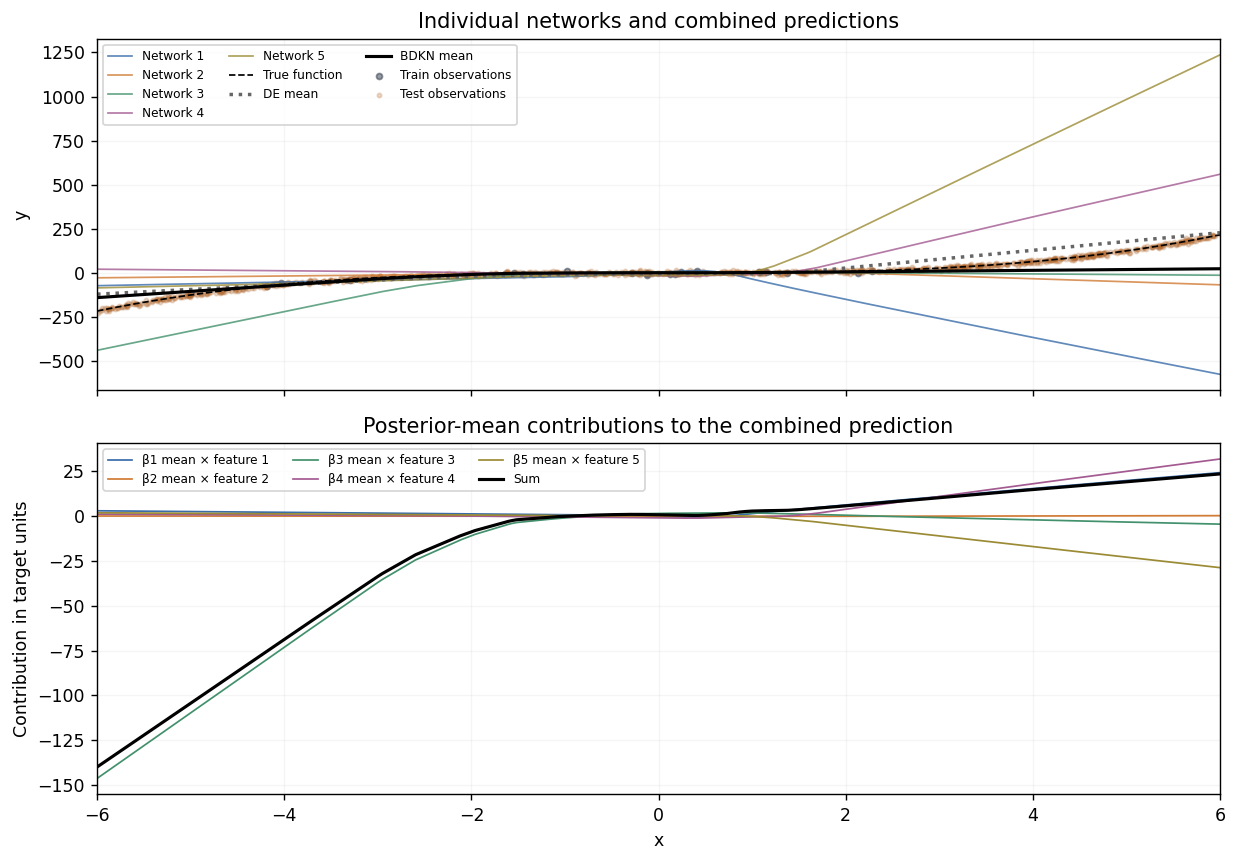 Individual networks and combined predictions
1250
1000
750
500
250
0
−250
−500
y
Network 1
Network 2
Network 3
Network 4
Network 5
True function
DE mean
BDKN mean
Train observations
Test observations
Posterior-mean contributions to the combined prediction
25
0
−25
−50
−75
−100
−125
−150
Contribution in target units
β1 mean × feature 1
β2 mean × feature 2
β3 mean × feature 3
β4 mean × feature 4
β5 mean × feature 5
Sum
−6 −4 −2 0 2 4 6
x